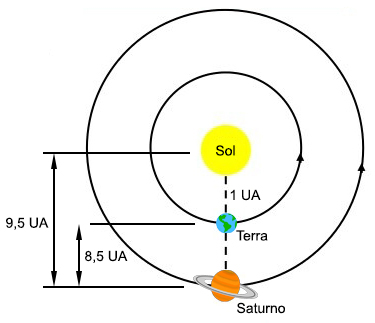 Sol
1 UA
9,5 UA
Terra
8,5 UA
Saturno